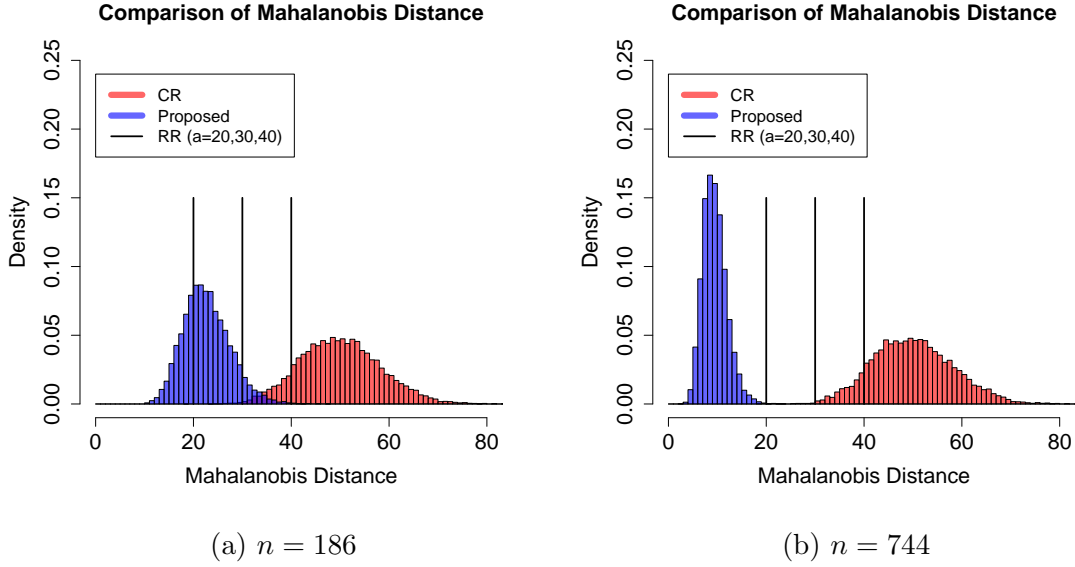 Comparison of Mahalanobis Distance
0.25
0.20
0.15
0.10
0.05
0.00
Density
CR
Proposed
RR (a=20,30,40)
0 20 40 60 80
Mahalanobis Distance
(a) n = 186
Comparison of Mahalanobis Distance
0.25
0.20
0.15
0.10
0.05
0.00
Density
CR
Proposed
RR (a=20,30,40)
0 20 40 60 80
Mahalanobis Distance
(b) n = 744